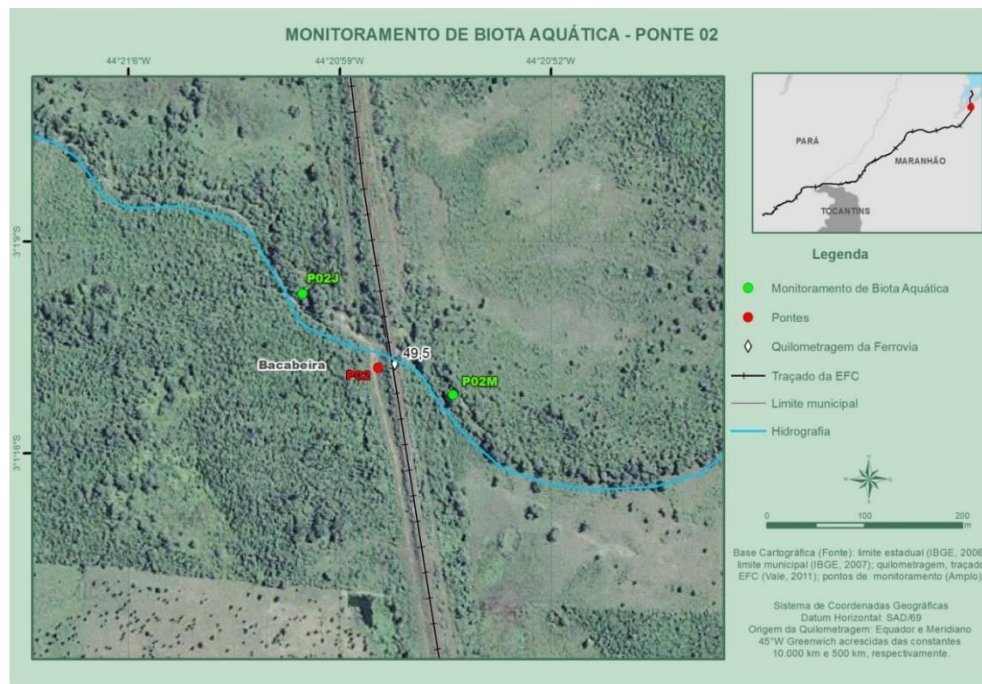 MONITORAMENTO DE BIOTA AQUÁTICA - PONTE 02
44°21'6"W
44°20'59"W
44°20'52"W
3°1'9"S
3°1'16"S
P02J
49,5
Bacabeira
P02
P02M
PARÁ
MARANHÃO
TOCANTINS
Legenda
Monitoramento de Biota Aquática
Pontes
Quilometragem da Ferrovia
Traçado da EFC
Limite municipal
Hidrografia
0 100 200
m
Base Cartográfica (Fonte): limite estadual (IBGE, 2006
limite municipal (IBGE, 2007); quilometragem, traçado
EFC (Vale, 2011); pontos de monitoramento (Amplo)
Sistema de Coordenadas Geográficas
Datum Horizontal: SAD/69
Origem da Quilometragem: Equador e Meridiano
45°W Greenwich acrescidas das constantes
10.000 km e 500 km, respectivamente.